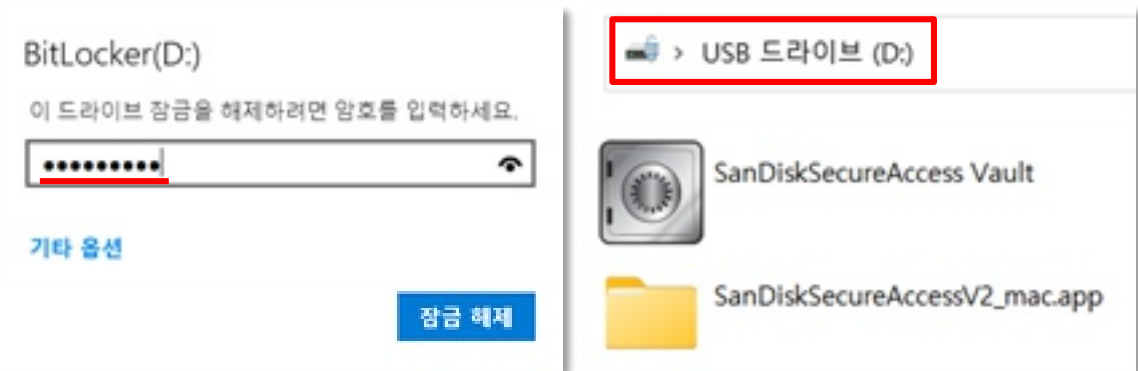 BitLocker(D:)
이 드라이브 잠금을 해제하려면 암호를 입력하세요.
•••••••••
기타 옵션
잠금 해제
> USB 드라이브 (D:)
SanDiskSecureAccess Vault
SanDiskSecureAccessV2_mac.app